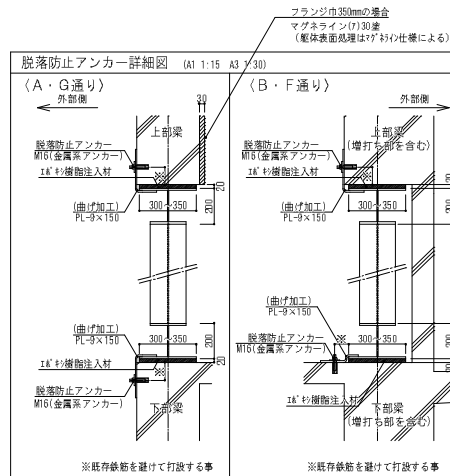 フランジ巾350mmの場合
マグネライン(ア)30塗
(躯体表面処理はマグネライン仕様による)
脱落防止アンカー詳細図 (A1 1:15 A3 1:30)
〈A・G通り〉
外部側
30
上部梁
脱落防止アンカー
M16(金属系アンカー)
※
エポキシ樹脂注入材
(曲げ加工)
PL-9×150
300~350
20
200
(曲げ加工)
PL-9×150
300~350
200
20
エポキシ樹脂注入材
※
脱落防止アンカー
M16(金属系アンカー)
下部梁
※既存鉄筋を避けて打設する事
〈B・F通り〉
外部側
上部梁
(増打ち部を含む)
脱落防止アンカー
M16(金属系アンカー)
※
エポキシ樹脂注入材
(曲げ加工)
PL-9×150
300~350
20
200
(曲げ加工)
PL-9×150
300~350
200
脱落防止アンカー
M16(金属系アンカー)
※
エポキシ樹脂注入材
下部梁
(増打ち部を含む)
※既存鉄筋を避けて打設する事